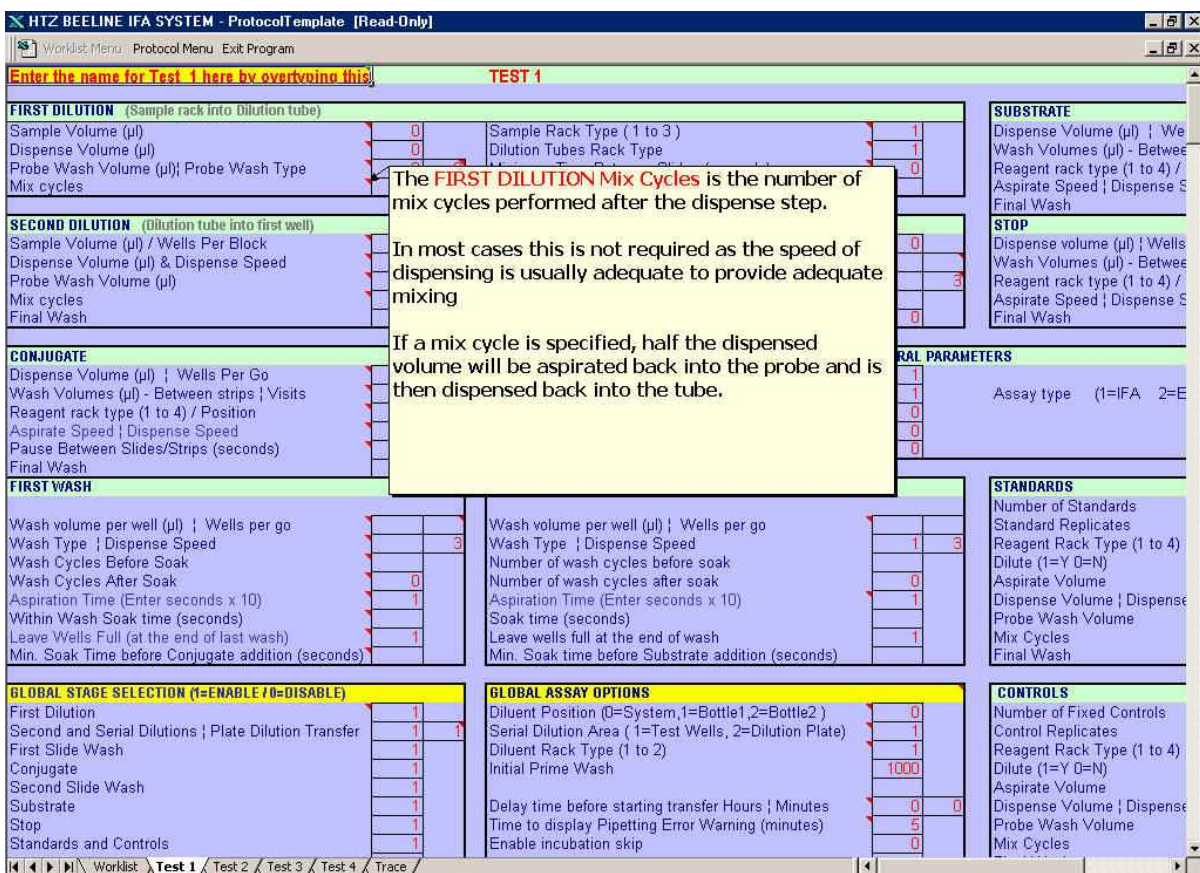 HTZ BEELINE IFA SYSTEM - ProtocolTemplate [Read-Only]
Worklist Menu Protocol Menu Exit Program
Enter the name for Test 1 here by overtyping this
TEST 1
FIRST DILUTION (Sample rack into Dilution tube)
Sample Volume (µl) 0
Dispense Volume (µl) 0
Probe Wash Volume (µl)¦ Probe Wash Type
Mix cycles
Sample Rack Type ( 1 to 3 ) 1
Dilution Tubes Rack Type 1
0
SUBSTRATE
Dispense Volume (µl) ¦ We
Wash Volumes (µl) - Betwee
Reagent rack type (1 to 4) /
Aspirate Speed ¦ Dispense S
Final Wash
The FIRST DILUTION Mix Cycles is the number of
mix cycles performed after the dispense step.
In most cases this is not required as the speed of
dispensing is usually adequate to provide adequate
mixing
If a mix cycle is specified, half the dispensed
volume will be aspirated back into the probe and is
then dispensed back into the tube.
SECOND DILUTION (Dilution tube into first well)
Sample Volume (µl) / Wells Per Block
Dispense Volume (µl) & Dispense Speed
Probe Wash Volume (µl)
Mix cycles
Final Wash
0
3
0
STOP
Dispense volume (µl) ¦ Wells
Wash Volumes (µl) - Betwee
Reagent rack type (1 to 4) /
Aspirate Speed ¦ Dispense S
Final Wash
CONJUGATE
Dispense Volume (µl) ¦ Wells Per Go
Wash Volumes (µl) - Between strips ¦ Visits
Reagent rack type (1 to 4) / Position
Aspirate Speed ¦ Dispense Speed
Pause Between Slides/Strips (seconds)
Final Wash
RAL PARAMETERS
1
1
0
0
0
Assay type (1=IFA 2=E
FIRST WASH
Wash volume per well (µl) ¦ Wells per go
Wash Type ¦ Dispense Speed 3
Wash Cycles Before Soak
Wash Cycles After Soak 0
Aspiration Time (Enter seconds x 10) 1
Within Wash Soak time (seconds)
Leave Wells Full (at the end of last wash) 1
Min. Soak Time before Conjugate addition (seconds)
Wash volume per well (µl) ¦ Wells per go
Wash Type ¦ Dispense Speed 1 3
Number of wash cycles before soak
Number of wash cycles after soak 0
Aspiration Time (Enter seconds x 10) 1
Soak time (seconds)
Leave wells full at the end of wash 1
Min. Soak time before Substrate addition (seconds)
STANDARDS
Number of Standards
Standard Replicates
Reagent Rack Type (1 to 4)
Dilute (1=Y 0=N)
Aspirate Volume
Dispense Volume ¦ Dispense
Probe Wash Volume
Mix Cycles
Final Wash
GLOBAL STAGE SELECTION (1=ENABLE / 0=DISABLE)
First Dilution 1
Second and Serial Dilutions ¦ Plate Dilution Transfer 1 1
First Slide Wash 1
Conjugate 1
Second Slide Wash 1
Substrate 1
Stop 1
Standards and Controls 1
GLOBAL ASSAY OPTIONS
Diluent Position (0=System,1=Bottle1,2=Bottle2 ) 0
Serial Dilution Area ( 1=Test Wells, 2=Dilution Plate) 1
Diluent Rack Type (1 to 2) 1
Initial Prime Wash 1000
Delay time before starting transfer Hours ¦ Minutes 0 0
Time to display Pipetting Error Warning (minutes) 5
Enable incubation skip 0
CONTROLS
Number of Fixed Controls
Control Replicates
Reagent Rack Type (1 to 4)
Dilute (1=Y 0=N)
Aspirate Volume
Dispense Volume ¦ Dispense
Probe Wash Volume
Mix Cycles
Worklist Test 1 Test 2 Test 3 Test 4 Trace